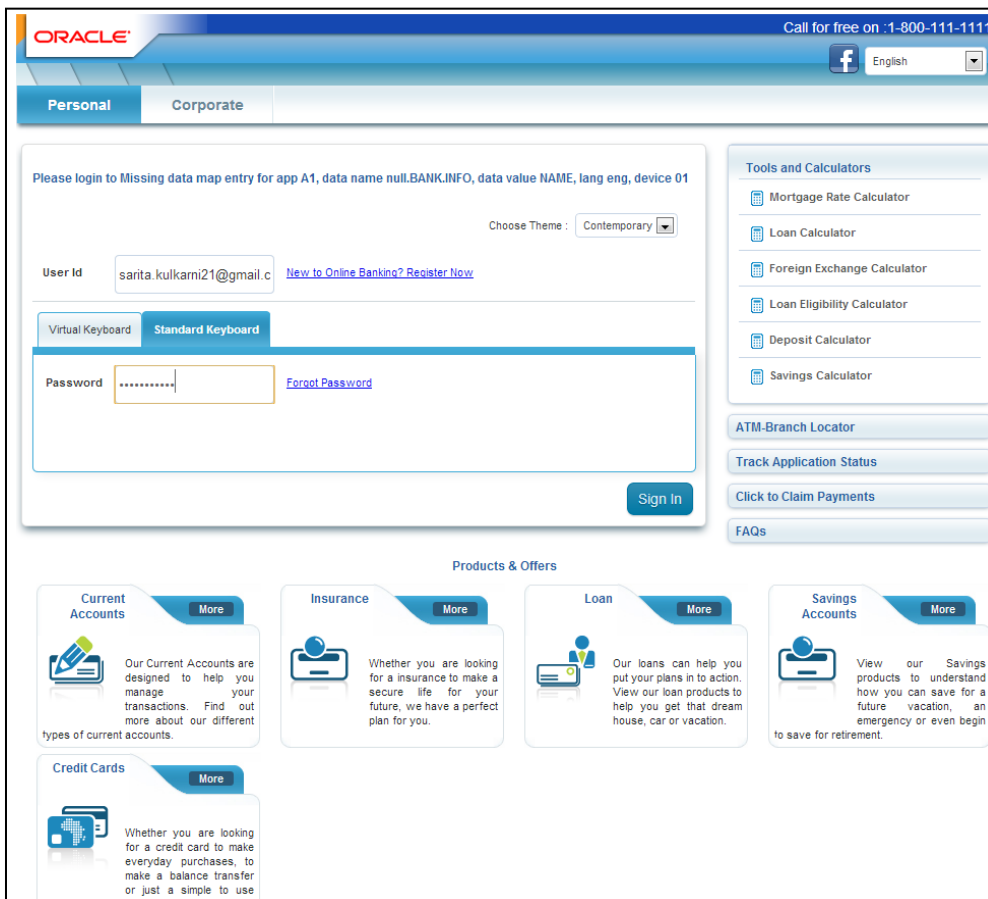 ORACLE
Call for free on :1-800-111-1111
English
Personal
Corporate
Please login to Missing data map entry for app A1, data name null.BANK.INFO, data value NAME, lang eng, device 01
Choose Theme :
Contemporary
User Id
sarita.kulkarni21@gmail.c
New to Online Banking? Register Now
Virtual Keyboard
Standard Keyboard
Password
•••••••••••
Forgot Password
Sign In
Tools and Calculators
Mortgage Rate Calculator
Loan Calculator
Foreign Exchange Calculator
Loan Eligibility Calculator
Deposit Calculator
Savings Calculator
ATM-Branch Locator
Track Application Status
Click to Claim Payments
FAQs
Products & Offers
Current
Accounts
More
Our Current Accounts are
designed to help you
manage your
transactions. Find out
more about our different
types of current accounts.
Insurance
More
Whether you are looking
for a insurance to make a
secure life for your
future, we have a perfect
plan for you.
Loan
More
Our loans can help you
put your plans in to action.
View our loan products to
help you get that dream
house, car or vacation.
Savings
Accounts
More
View our Savings
products to understand
how you can save for a
future vacation, an
emergency or even begin
to save for retirement.
Credit Cards
More
Whether you are looking
for a credit card to make
everyday purchases, to
make a balance transfer
or just a simple to use